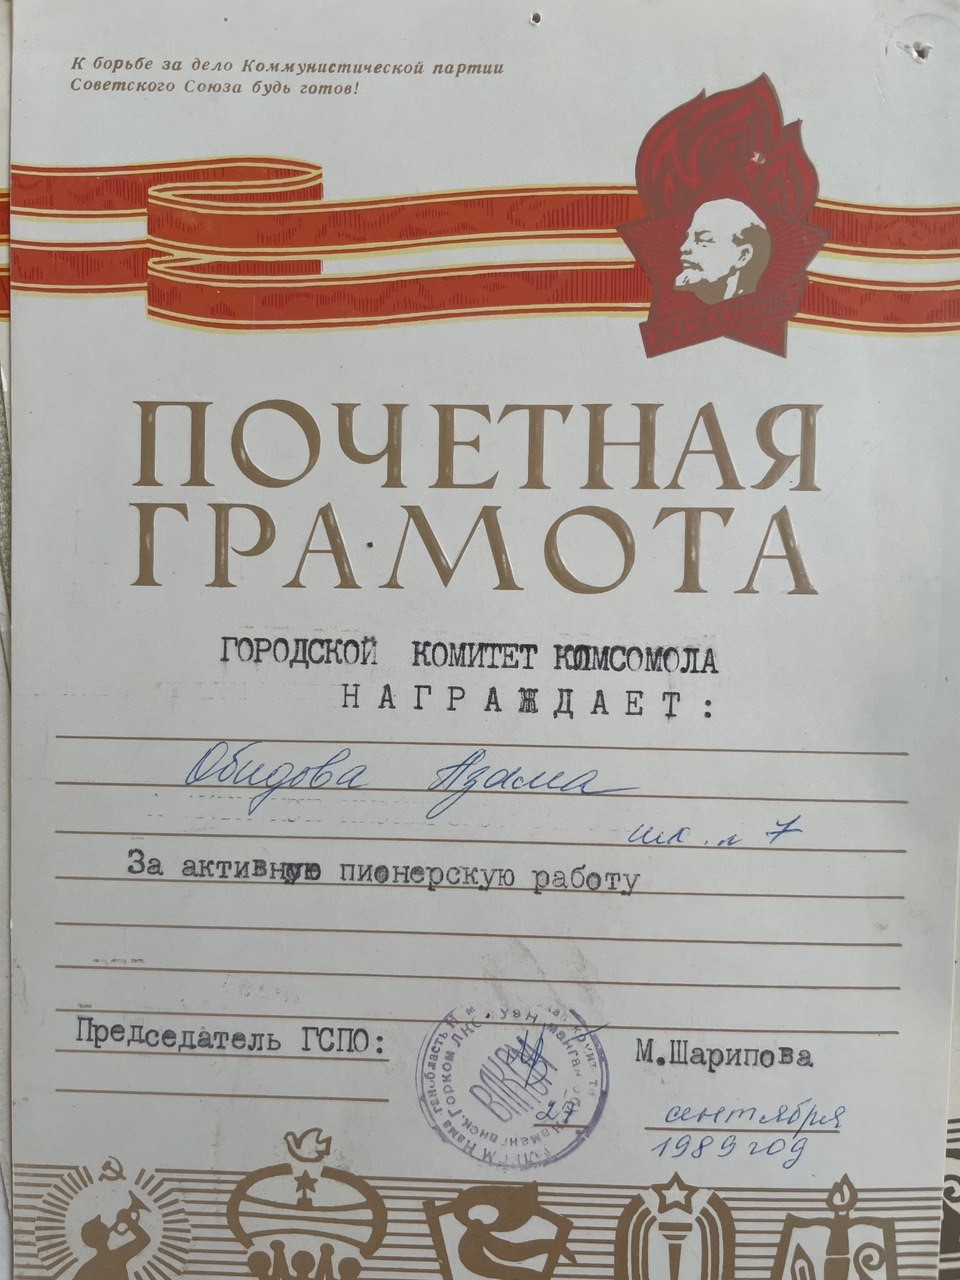 К борьбе за дело Коммунистической партии
Советского Союза будь готов!
ПОЧЕТНАЯ
ГРАМОТА
ГОРОДСКОЙ КОМИТЕТ КОМСОМОЛА
НАГРАЖДАЕТ:
Обидова Азама
шк. № 7
За активную пионерскую работу
Председатель ГСПО:
М.Шарипова
27 сентября
1989 год